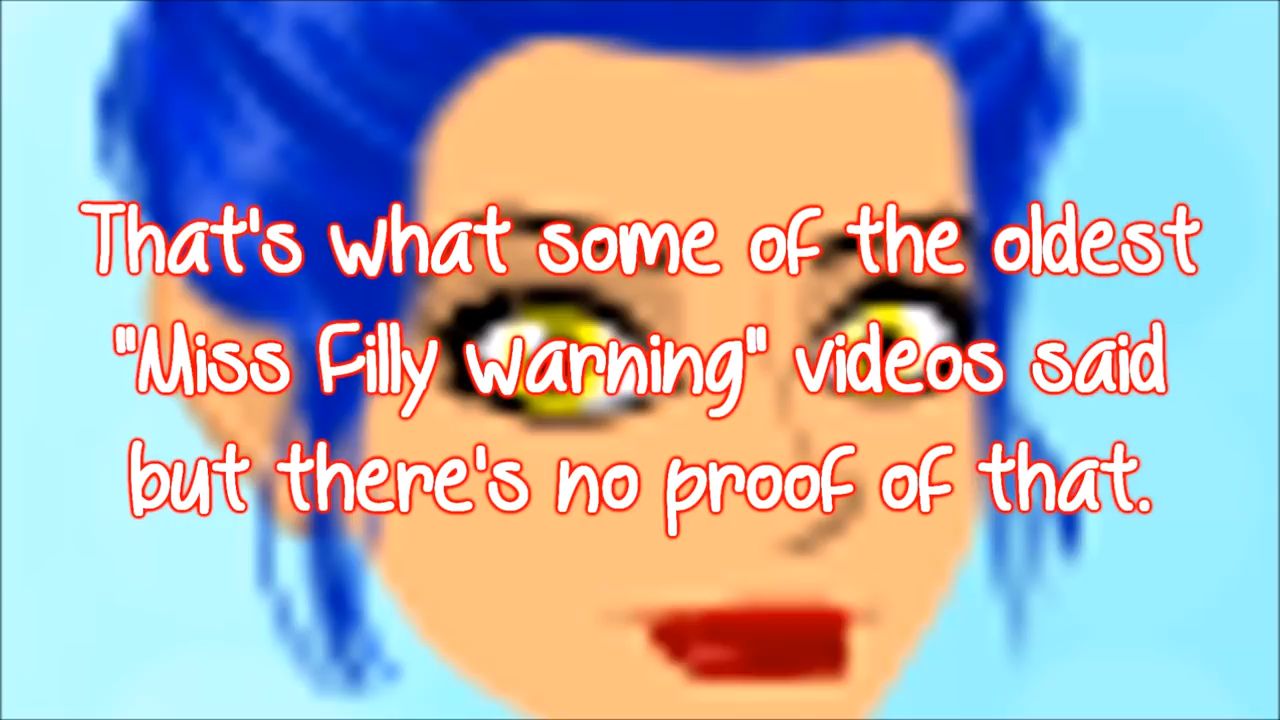 That's what some of the oldest
"Miss Filly warning" videos said
but there's no proof of that.